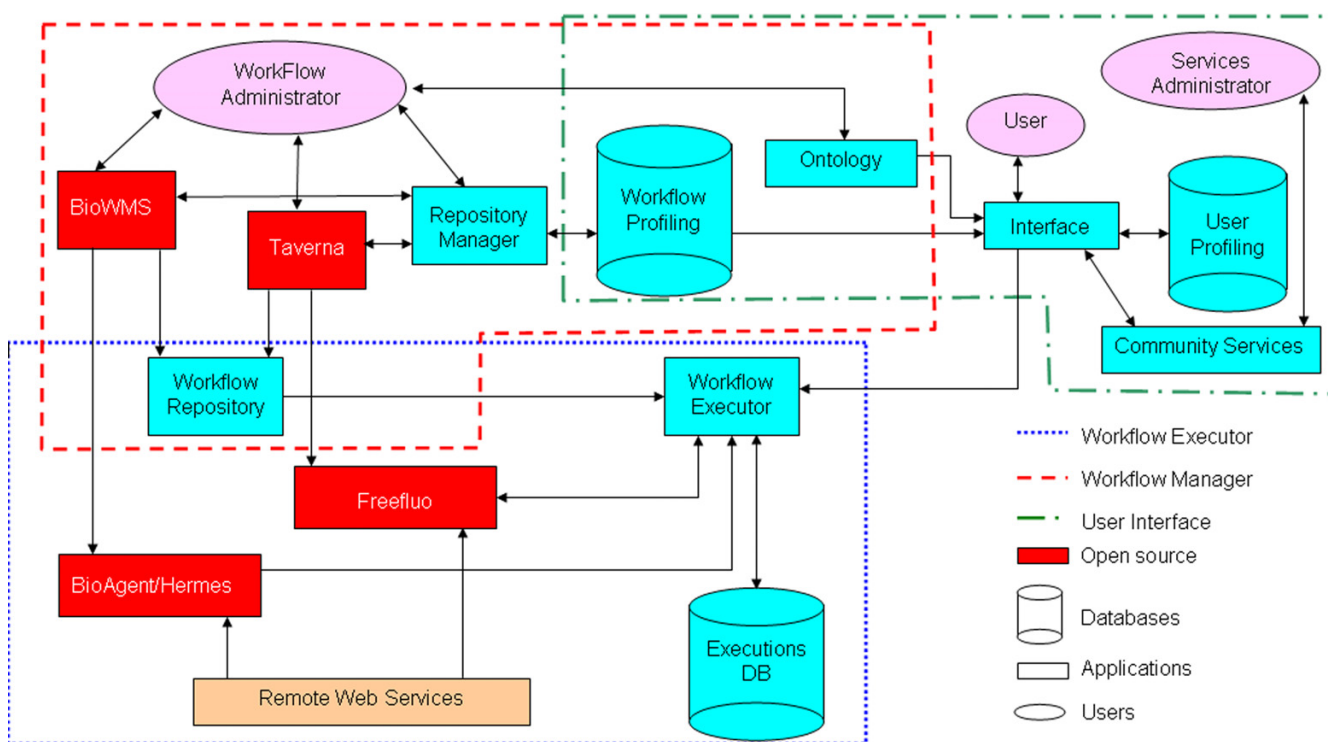 WorkFlow
Administrator
Services
Administrator
User
Ontology
BioWMS
Repository
Manager
Workflow
Profiling
Taverna
Interface
User
Profiling
Community Services
Workflow
Repository
Workflow
Executor
Freefluo
BioAgent/Hermes
Executions
DB
Remote Web Services
Workflow Executor
Workflow Manager
User Interface
Open source
Databases
Applications
Users